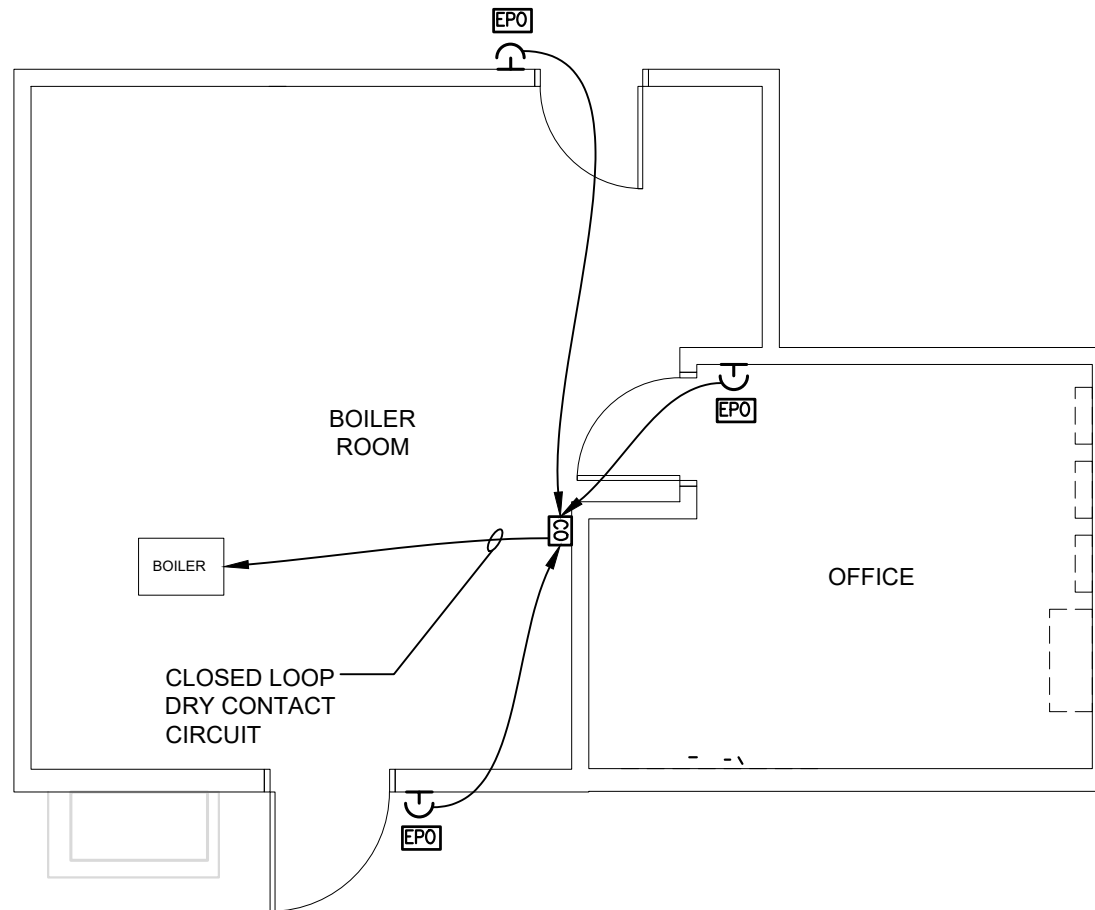 EPO
EPO
BOILER
ROOM
CO
BOILER
OFFICE
CLOSED LOOP
DRY CONTACT
CIRCUIT
EPO